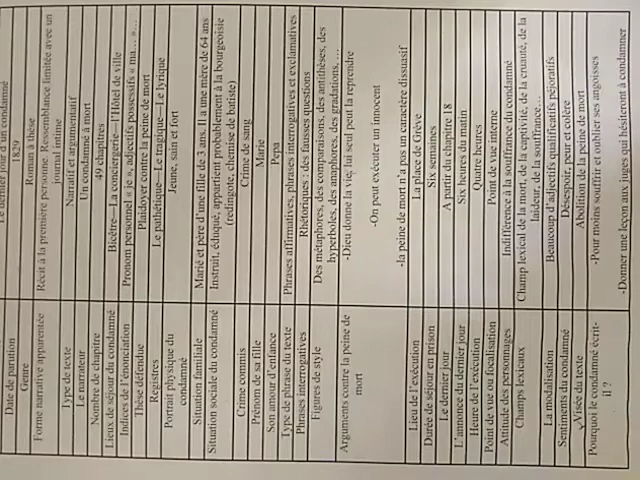 Le dernier jour d'un condamné
Date de parution 1829
Genre Roman à thèse
Forme narrative apparentée Récit à la première personne. Ressemblance limitée avec un
journal intime
Type de texte Narratif et argumentatif
Le narrateur Un condamné à mort
Nombre de chapitre 49 chapitres
Lieux de séjour du condamné Bicêtre—La conciergerie—l'Hôtel de ville
Indices de l'énonciation Pronom personnel « je », adjectifs possessifs « ma… »…
Thèse défendue Plaidoyer contre la peine de mort
Registres Le pathétique—Le tragique—Le lyrique
Portrait physique du
condamné Jeune, sain et fort
Situation familiale Marié et père d'une fille de 3 ans. Il a une mère de 64 ans
Situation sociale du condamné Instruit, éduqué, appartient probablement à la bourgeoisie
(redingote, chemise de batiste)
Crime commis Crime de sang
Prénom de sa fille Marie
Son amour d'enfance Pepa
Type de phrase du texte Phrases affirmatives, phrases interrogatives et exclamatives
Phrases interrogatives Rhétoriques : des fausses questions
Figures de style Des métaphores, des comparaisons, des antithèses, des
hyperboles, des anaphores, des gradations,…
Arguments contre la peine de
mort -Dieu donne la vie, lui seul peut la reprendre
-On peut exécuter un innocent
-la peine de mort n'a pas un caractère dissuasif
Lieu de l'exécution La place de Grève
Durée de séjour en prison Six semaines
Le dernier jour A partir du chapitre 18
L'annonce du dernier jour Six heures du matin
Heure de l'exécution Quatre heures
Point de vue ou focalisation Point de vue interne
Attitude des personnages Indifférence à la souffrance du condamné
Champs lexicaux Champ lexical de la mort, de la captivité, de la cruauté, de la
laideur, de la souffrance…
La modalisation Beaucoup d'adjectifs qualificatifs péjoratifs
Sentiments du condamné Désespoir, peur et colère
Visée du texte Abolition de la peine de mort
Pourquoi le condamné écrit-
il ? -Pour moins souffrir et oublier ses angoisses
-Donner une leçon aux juges qui hésiteront à condamner